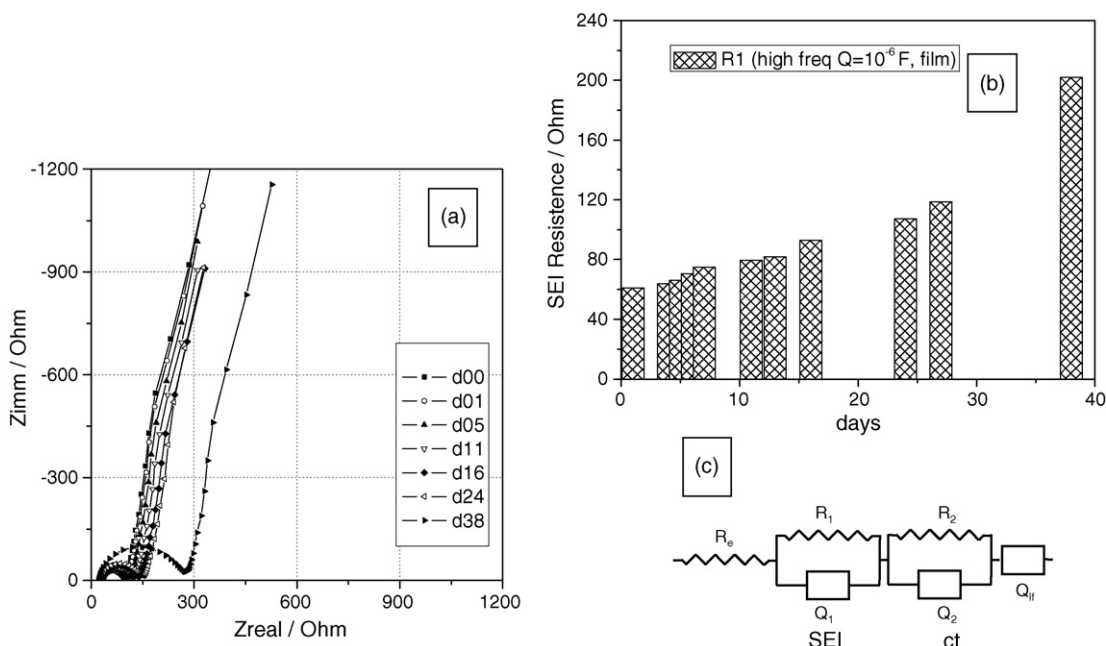 (a)
-1200
-900
-600
-300
0
Zimm / Ohm
0 300 600 900 1200
Zreal / Ohm
d00
d01
d05
d11
d16
d24
d38
(b)
R1 (high freq Q=10⁻⁶ F, film)
240
200
160
120
80
40
0
SEI Resistence / Ohm
0 10 20 30 40
days
(c)
Rₑ
R₁
R₂
Q₁
Q₂
Qlf
SEI
ct